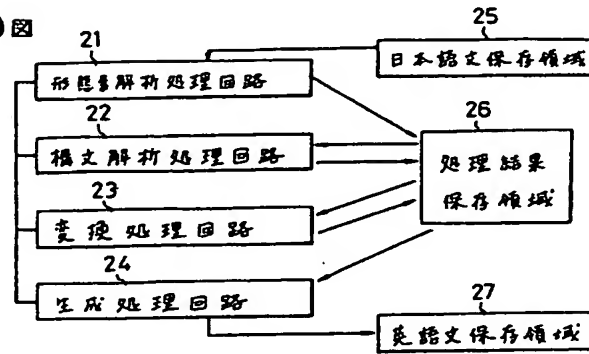 図
21
形態素解析処理回路
22
構文解析処理回路
23
変換処理回路
24
生成処理回路
25
日本語文保存領域
26
処理結果
保存領域
27
英語文保存領域